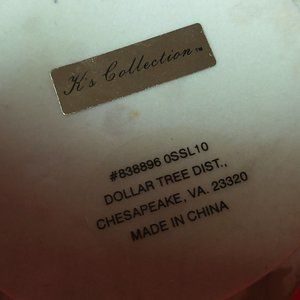 K's Collection™
#838896 0SSL10
DOLLAR TREE DIST.,
CHESAPEAKE, VA. 23320
MADE IN CHINA